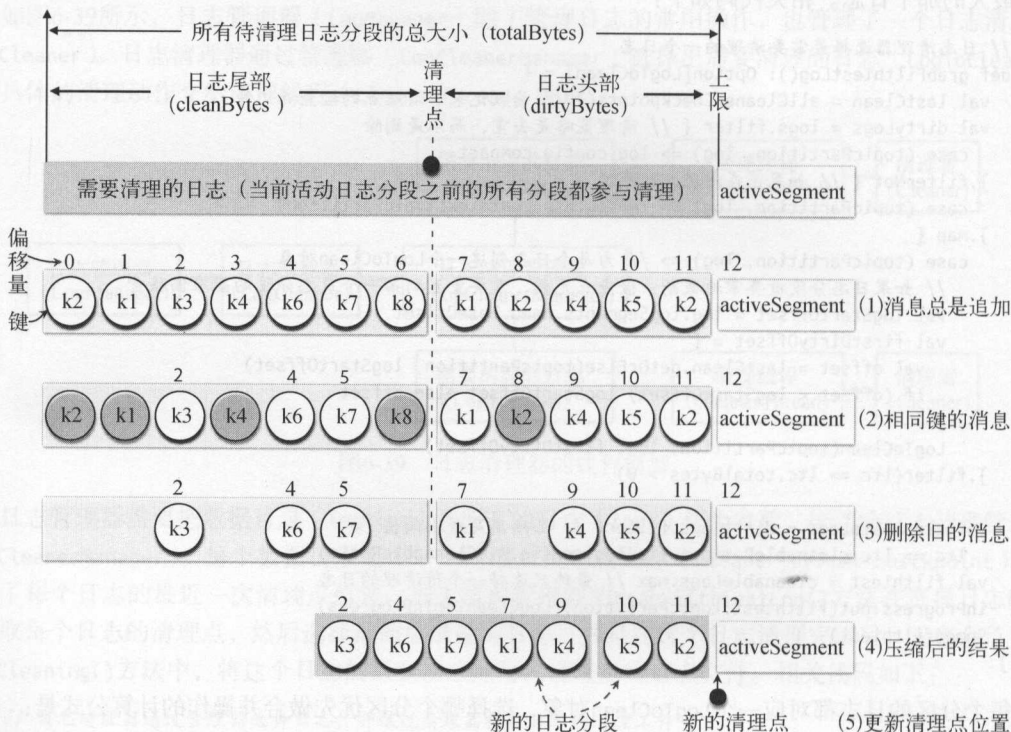 所有待清理日志分段的总大小（totalBytes）
日志尾部
(cleanBytes)
清理点
日志头部
(dirtyBytes)
上限
需要清理的日志（当前活动日志分段之前的所有分段都参与清理）
activeSegment
偏移量
0 1 2 3 4 5 6 7 8 9 10 11 12
键
k2 k1 k3 k4 k6 k7 k8 k1 k2 k4 k5 k2 activeSegment (1)消息总是追加
2 4 5 7 8 9 10 11 12
k2 k1 k3 k4 k6 k7 k8 k1 k2 k4 k5 k2 activeSegment (2)相同键的消息
2 4 5 7 9 10 11 12
k3 k6 k7 k1 k4 k5 k2 activeSegment (3)删除旧的消息
2 4 5 7 9 10 11 12
k3 k6 k7 k1 k4 k5 k2 activeSegment (4)压缩后的结果
新的日志分段 新的清理点 (5)更新清理点位置